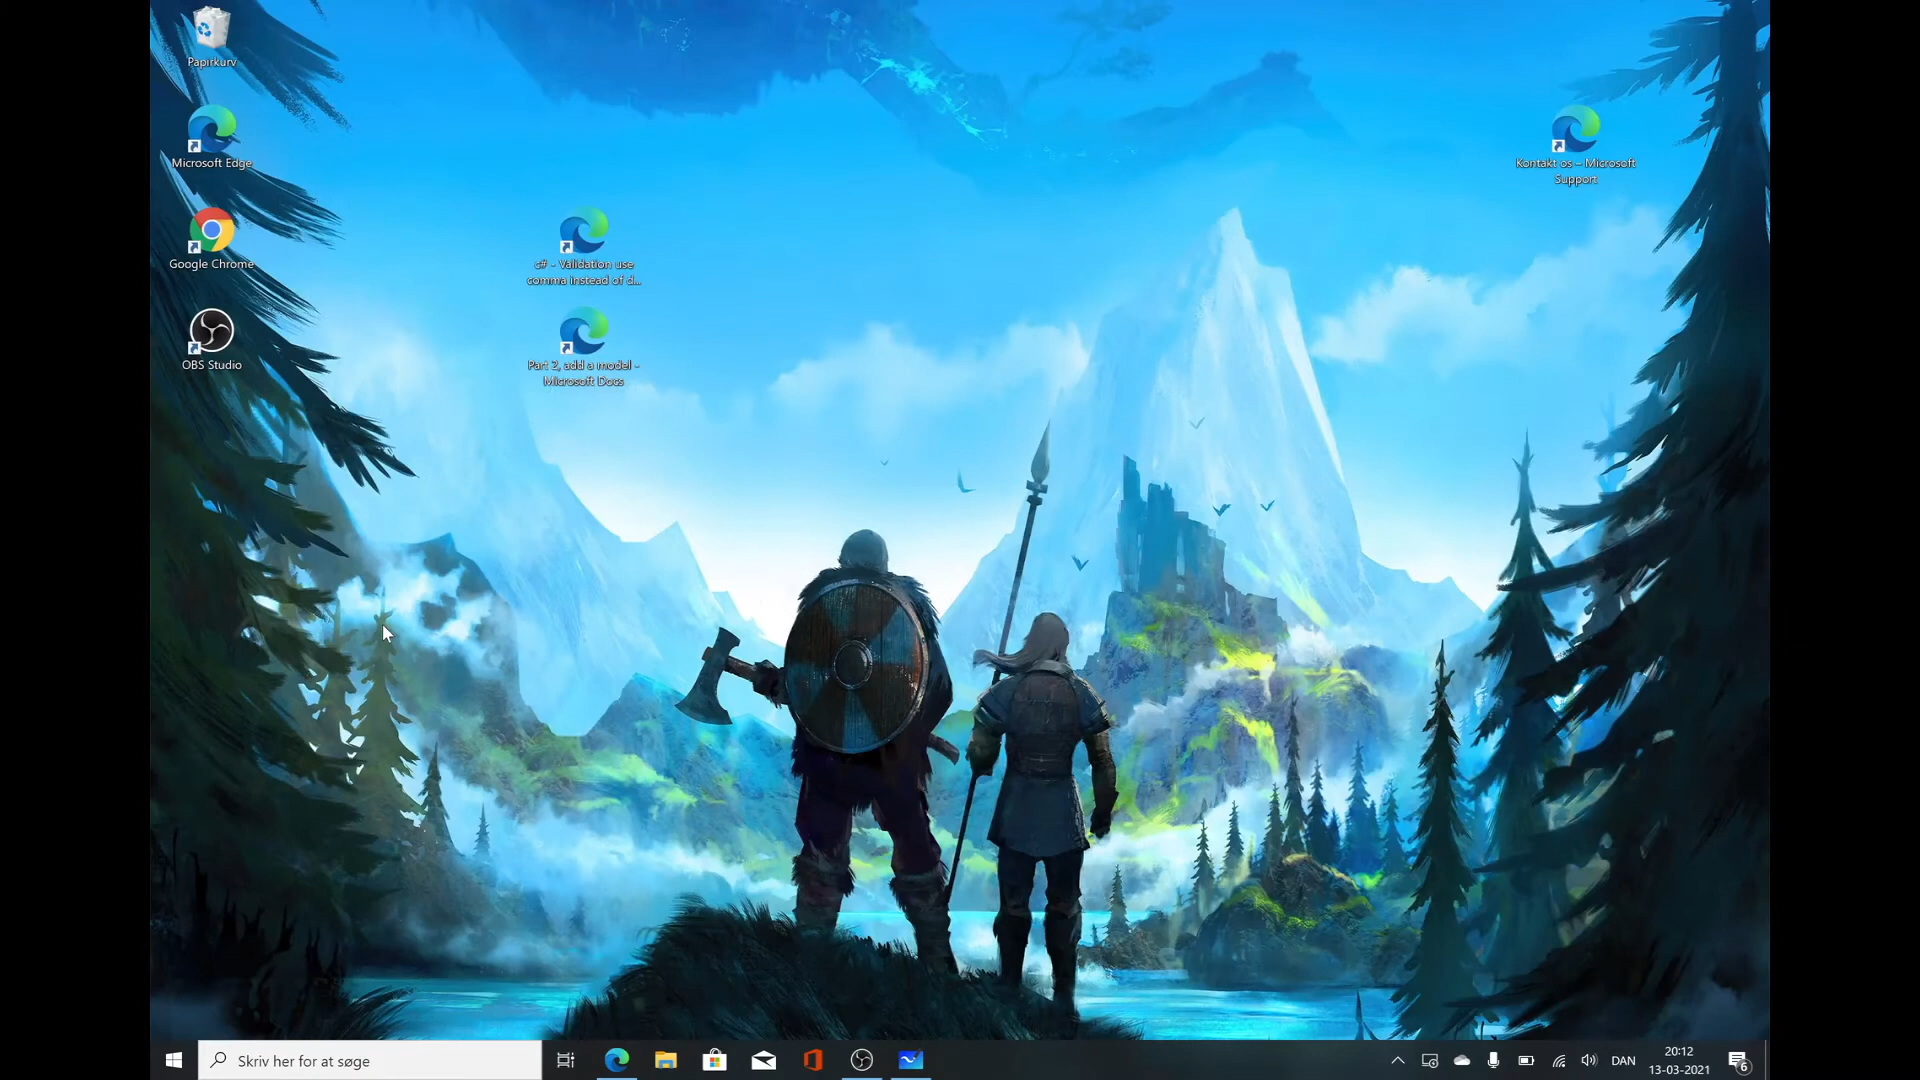 Papirkurv
Microsoft Edge
Google Chrome
OBS Studio
c# - Validation use
comma instead of d...
Part 2, add a model -
Microsoft Docs
Kontakt os – Microsoft
Support
Skriv her for at søge
DAN
20:12
13-03-2021
6